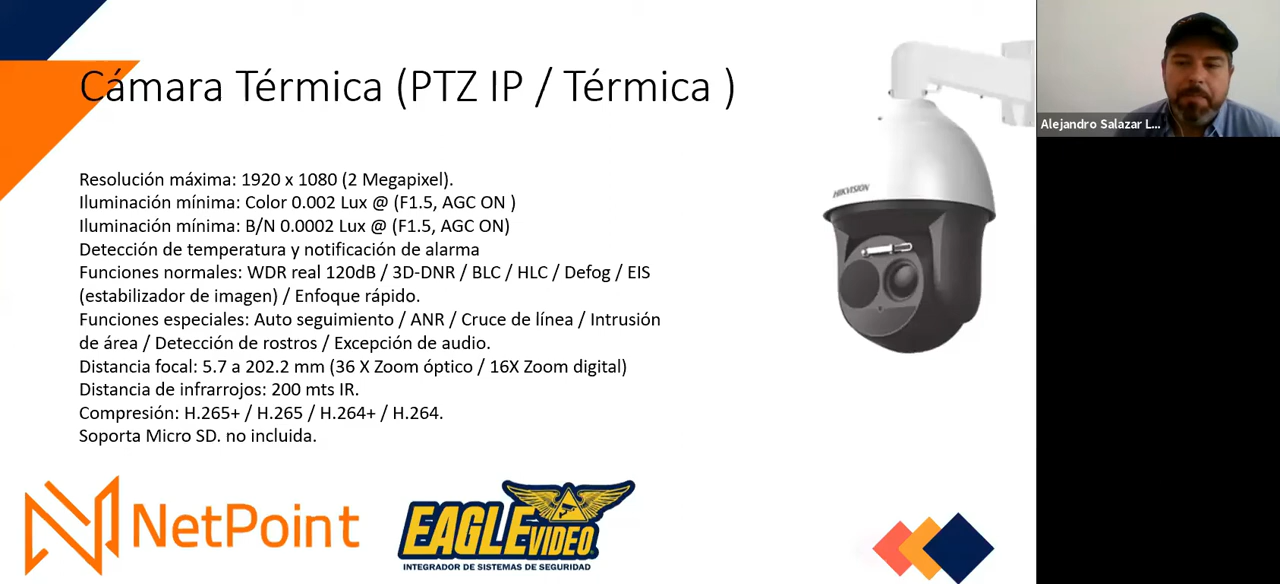 Cámara Térmica (PTZ IP / Térmica )
Alejandro Salazar L...
HIKVISION
Resolución máxima: 1920 x 1080 (2 Megapixel).
Iluminación mínima: Color 0.002 Lux @ (F1.5, AGC ON )
Iluminación mínima: B/N 0.0002 Lux @ (F1.5, AGC ON)
Detección de temperatura y notificación de alarma
Funciones normales: WDR real 120dB / 3D-DNR / BLC / HLC / Defog / EIS
(estabilizador de imagen) / Enfoque rápido.
Funciones especiales: Auto seguimiento / ANR / Cruce de línea / Intrusión
de área / Detección de rostros / Excepción de audio.
Distancia focal: 5.7 a 202.2 mm (36 X Zoom óptico / 16X Zoom digital)
Distancia de infrarrojos: 200 mts IR.
Compresión: H.265+ / H.265 / H.264+ / H.264.
Soporta Micro SD. no incluida.
NetPoint
EAGLE VIDEO
INTEGRADOR DE SISTEMAS DE SEGURIDAD